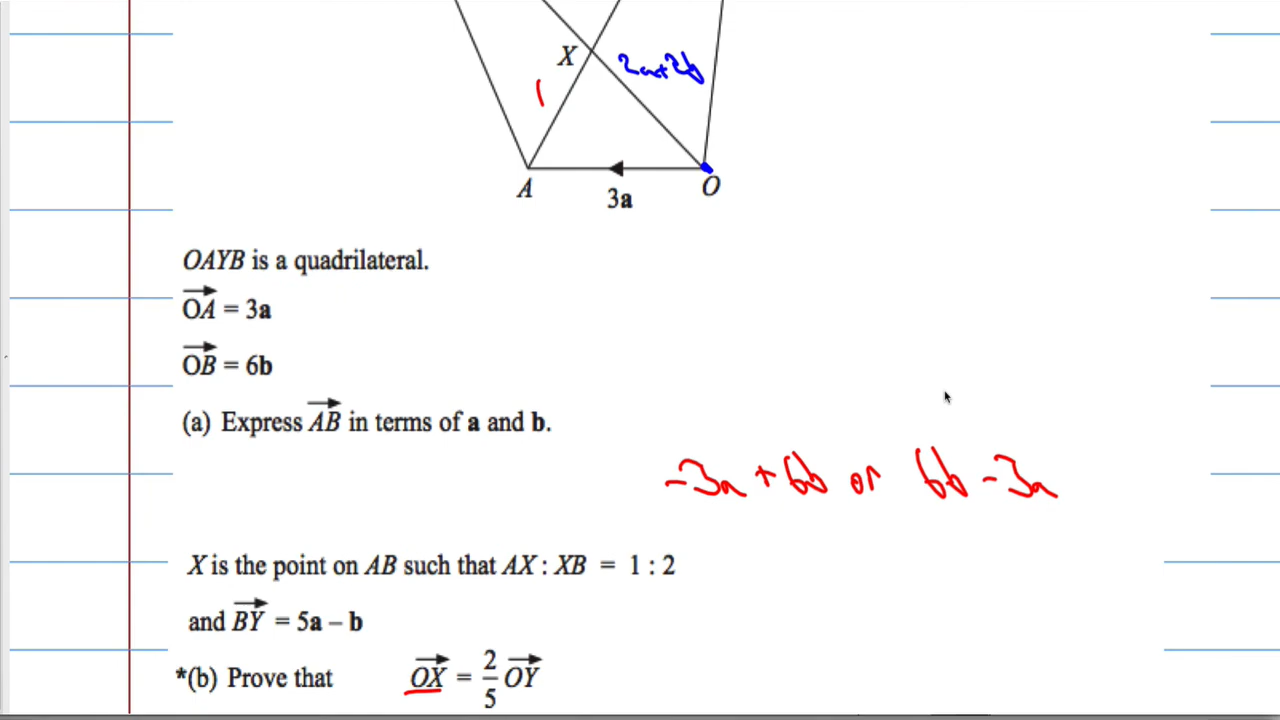 X
2a+2b
1
A
O
3a
OAYB is a quadrilateral.
OA = 3a
OB = 6b
(a) Express AB in terms of a and b.
-3a + 6b or 6b - 3a
X is the point on AB such that AX : XB = 1 : 2
and BY = 5a – b
*(b) Prove that OX = 2/5 OY